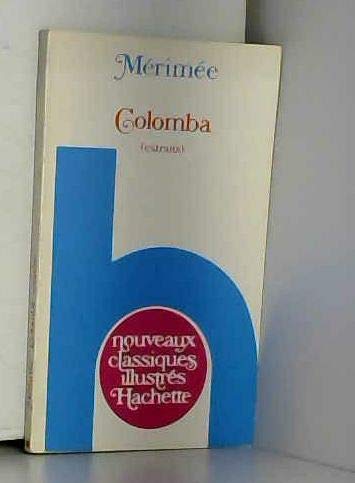 Mérimée
Colomba
(extraits)
nouveaux
classiques
illustrés
Hachette